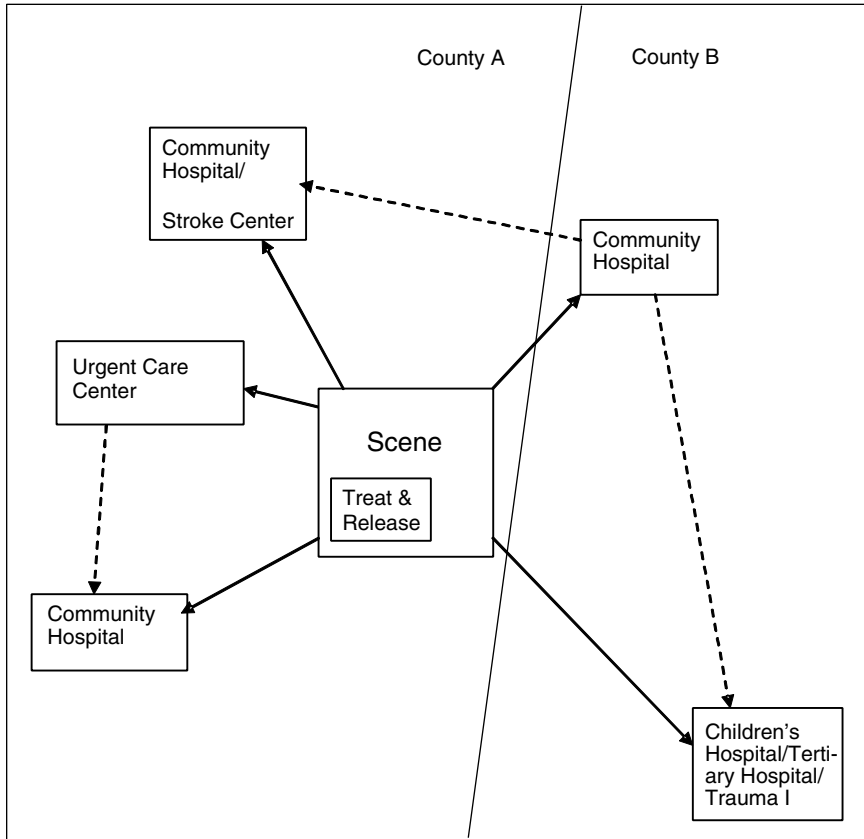 County A
County B
Community
Hospital/
Stroke Center
Community
Hospital
Urgent Care
Center
Scene
Treat &
Release
Community
Hospital
Children's
Hospital/Terti-
ary Hospital/
Trauma I